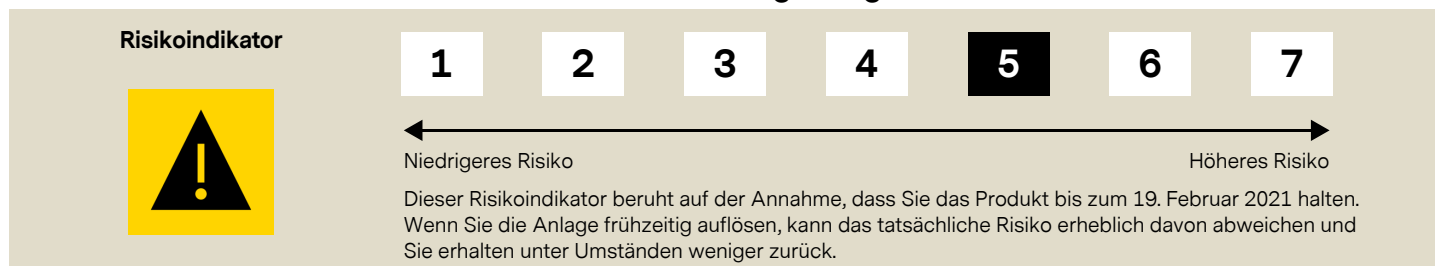 Risikoindikator
1 2 3 4 5 6 7
Niedrigeres Risiko Höheres Risiko
Dieser Risikoindikator beruht auf der Annahme, dass Sie das Produkt bis zum 19. Februar 2021 halten.
Wenn Sie die Anlage frühzeitig auflösen, kann das tatsächliche Risiko erheblich davon abweichen und
Sie erhalten unter Umständen weniger zurück.